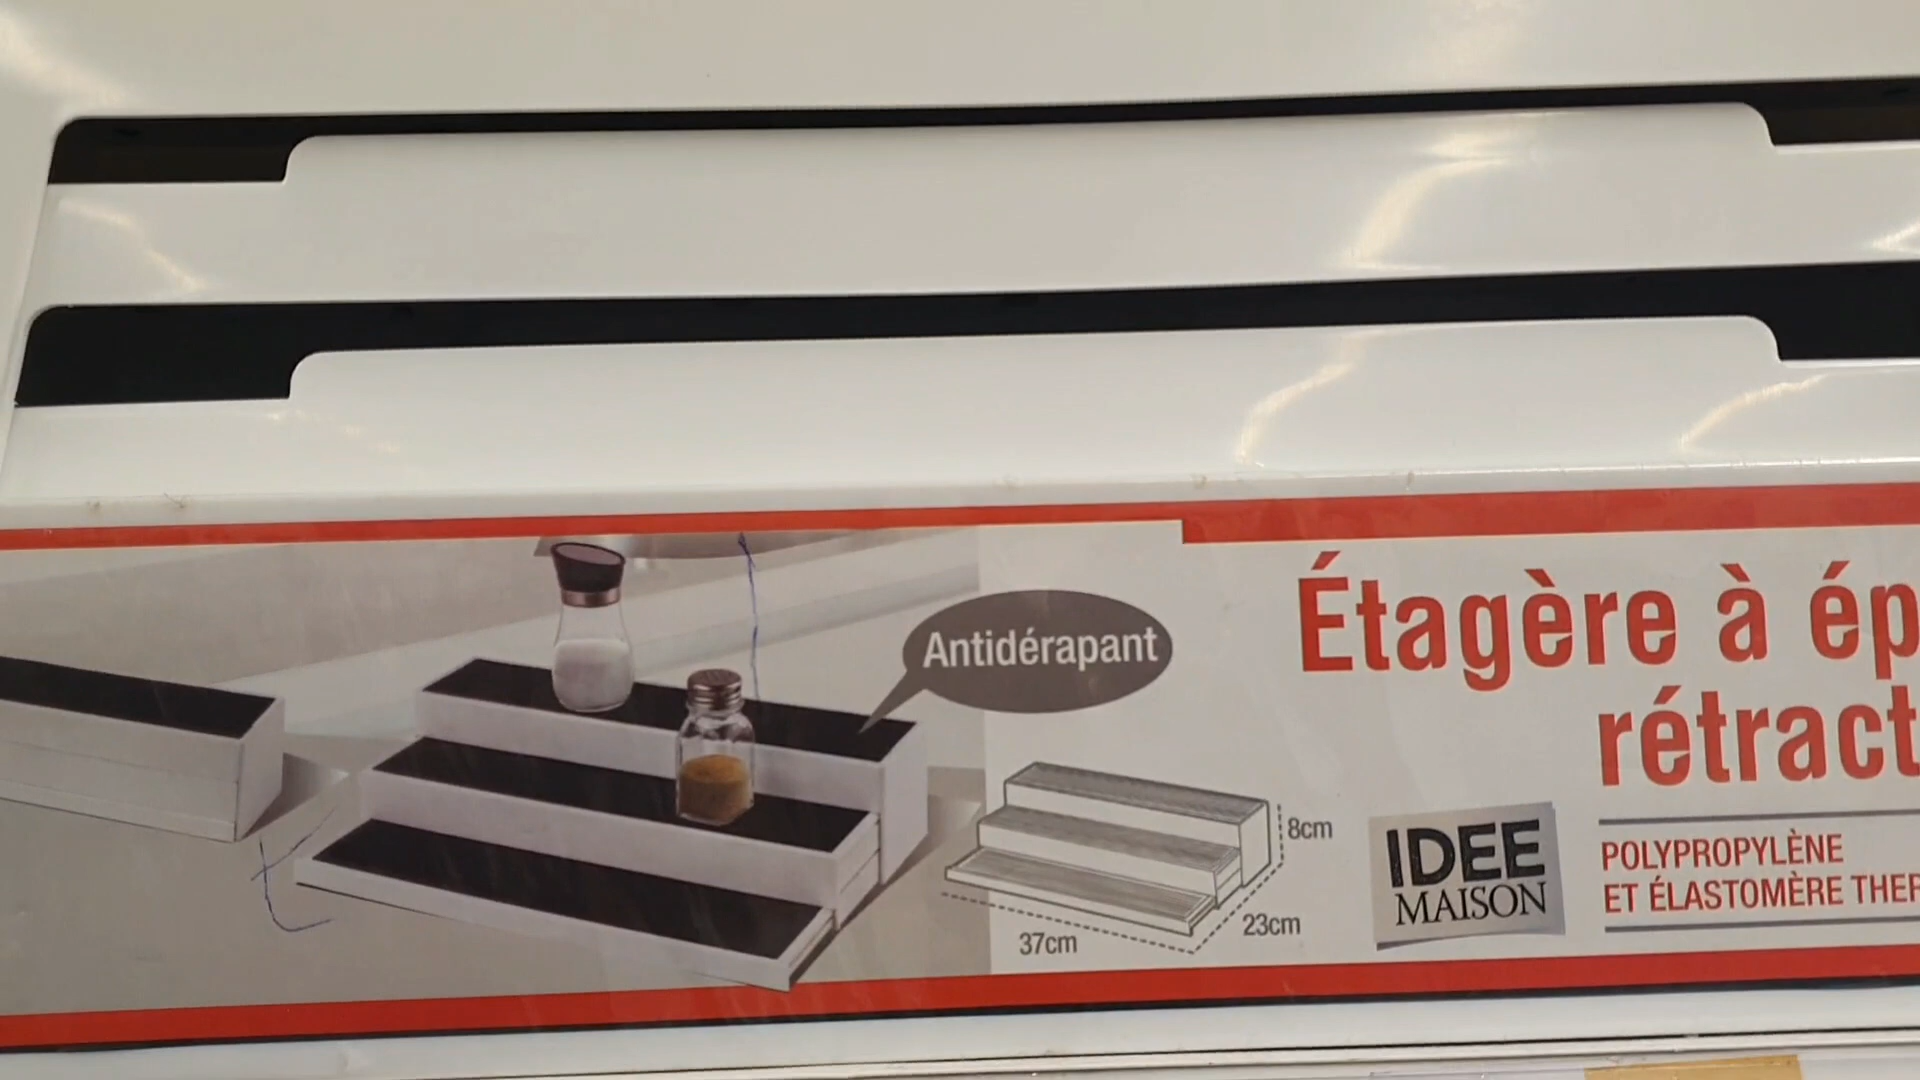 Antidérapant
Étagère à ép
rétract
8cm
23cm
37cm
IDEE
MAISON
POLYPROPYLÈNE
ET ÉLASTOMÈRE THER